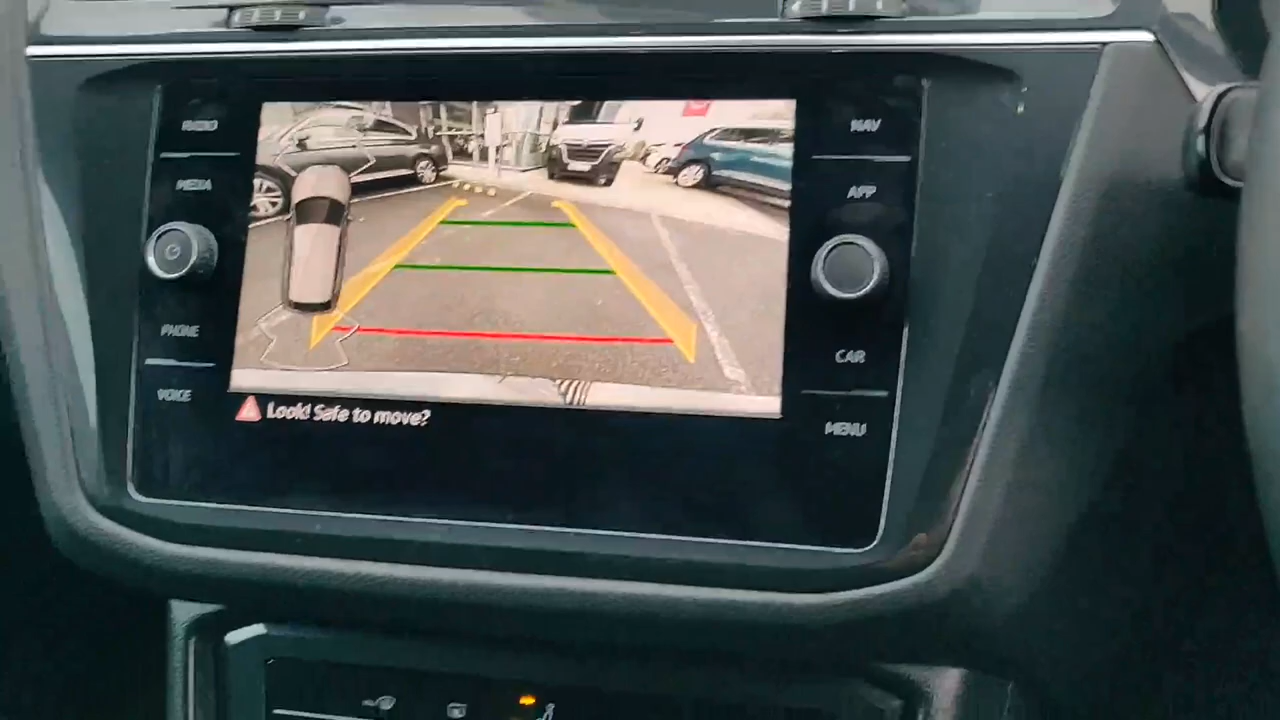 RADIO
MEDIA
PHONE
VOICE
Look! Safe to move?
NAV
APP
CAR
MENU